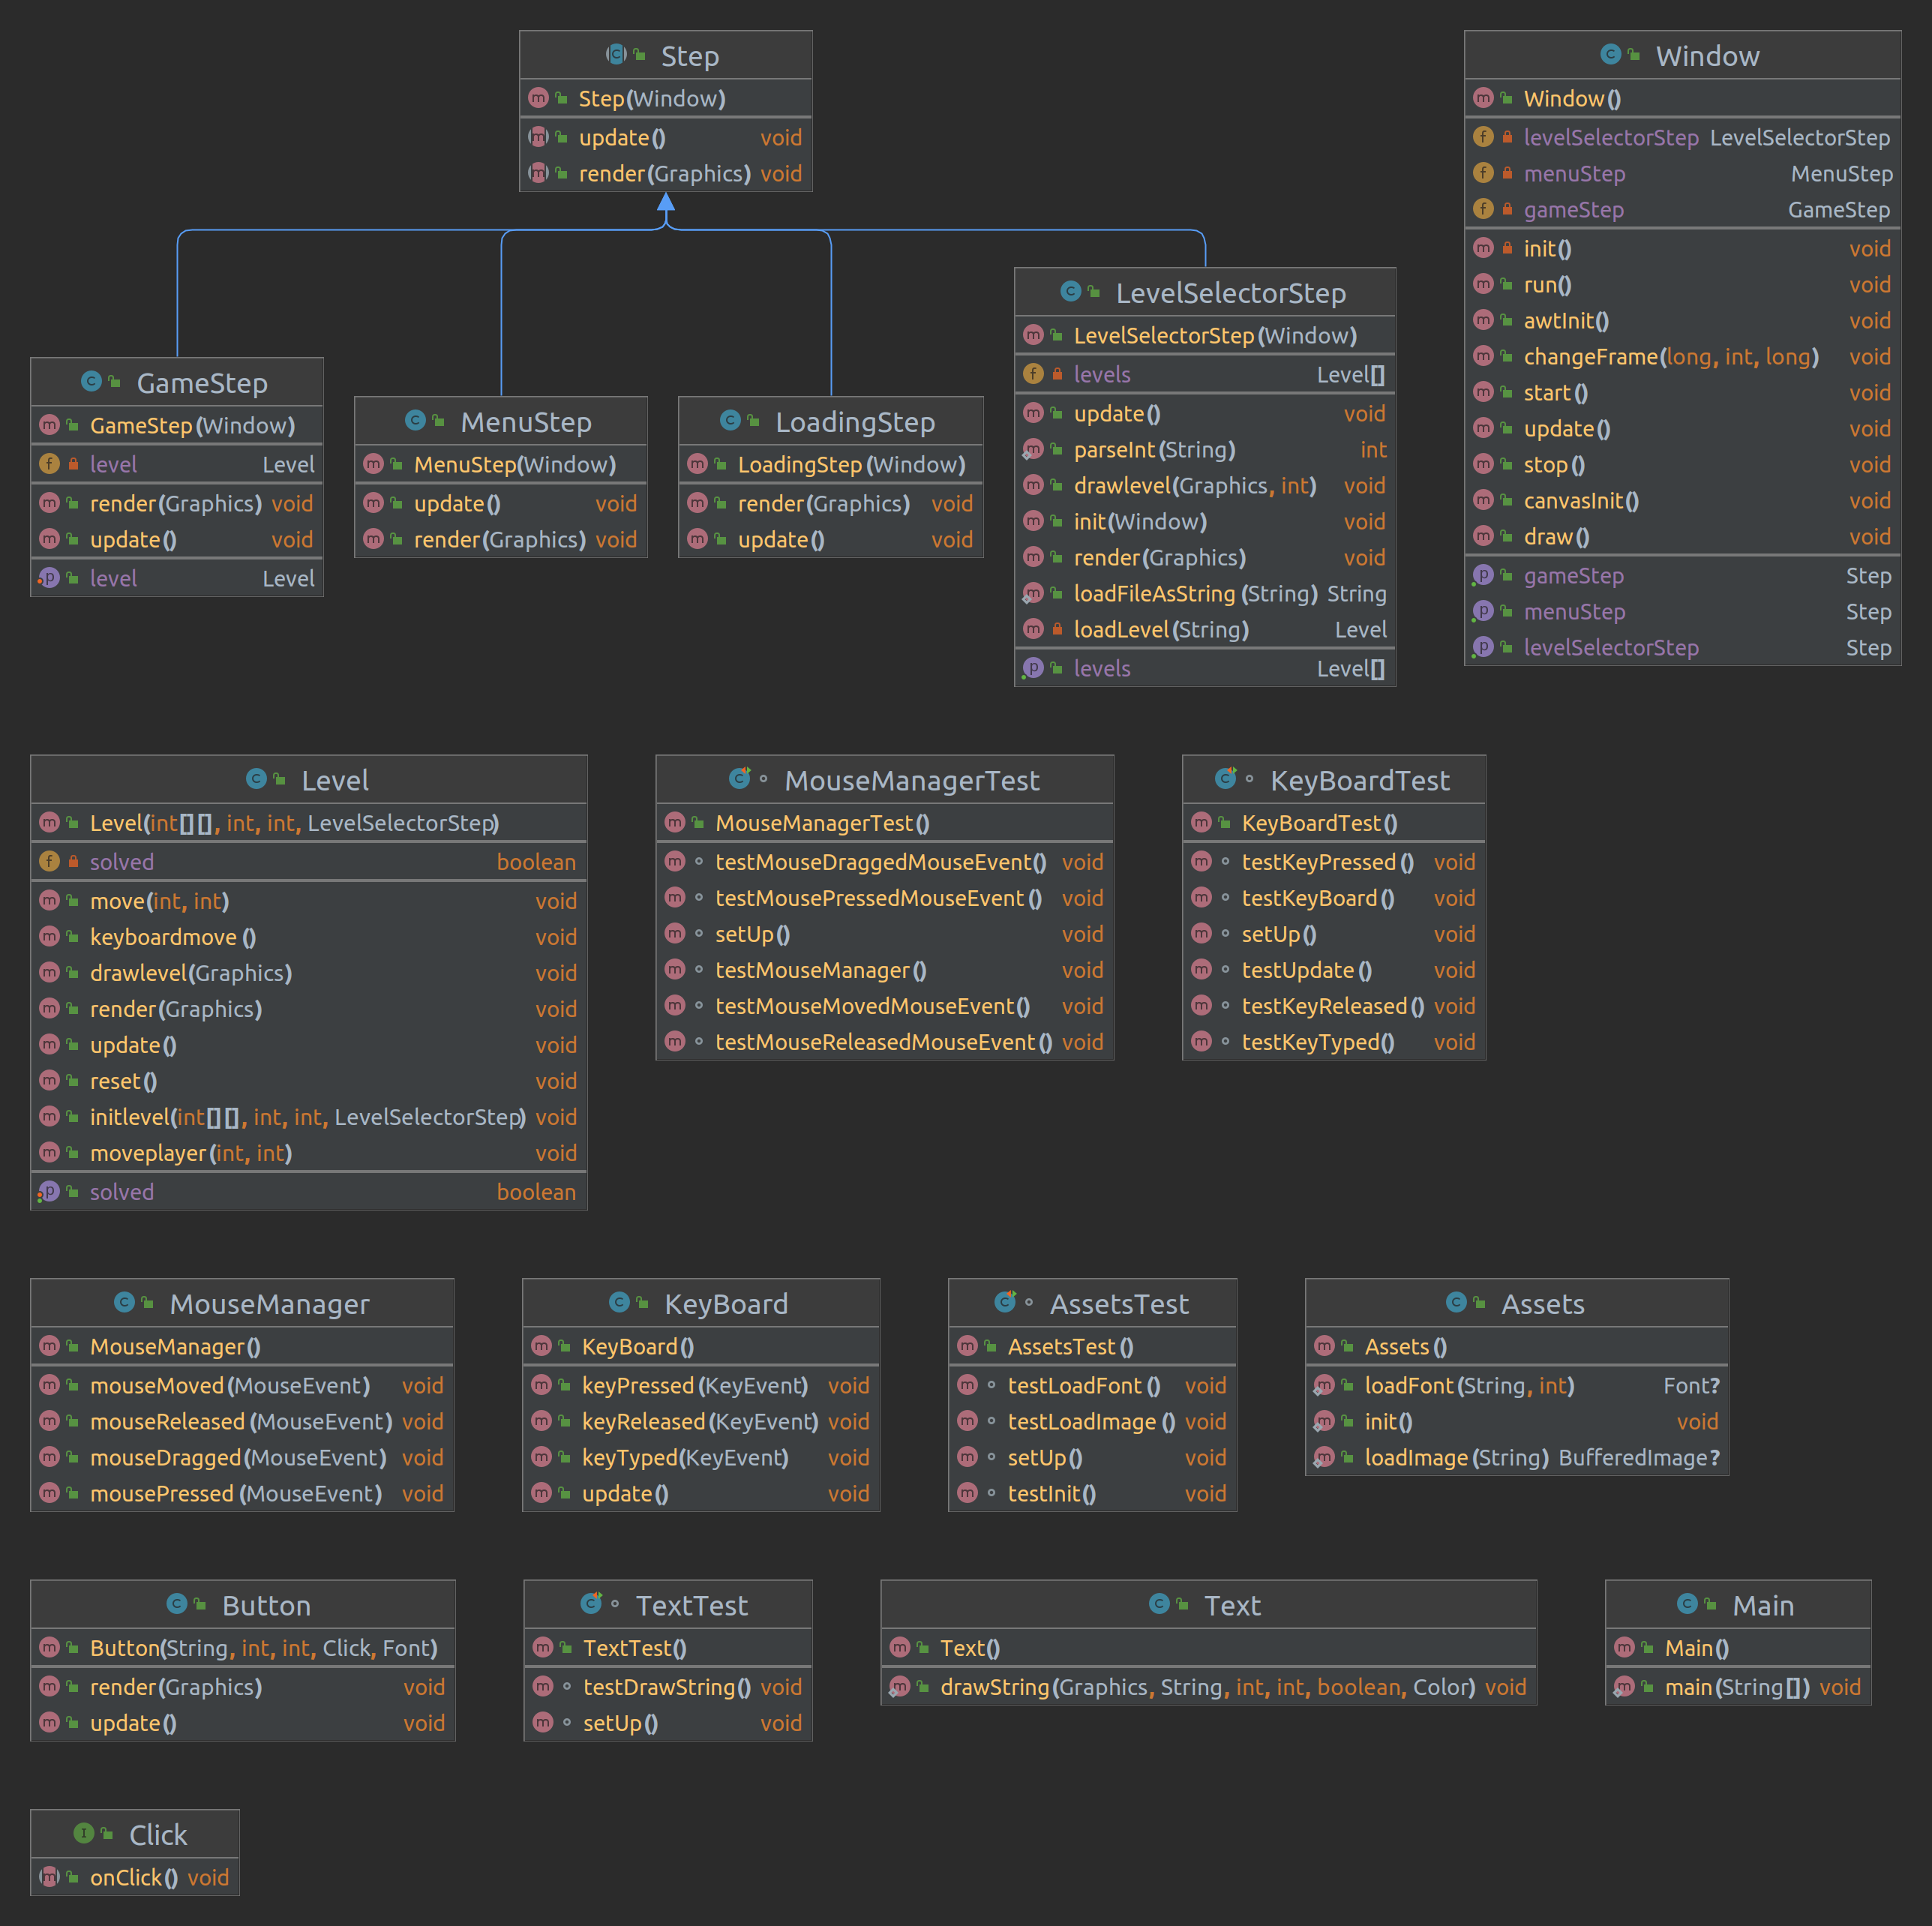 Step
Step(Window)
update() void
render(Graphics) void
Window
Window()
levelSelectorStep LevelSelectorStep
menuStep MenuStep
gameStep GameStep
init() void
run() void
awtInit() void
changeFrame(long, int, long) void
start() void
update() void
stop() void
canvasInit() void
draw() void
gameStep Step
menuStep Step
levelSelectorStep Step
GameStep
GameStep(Window)
level Level
render(Graphics) void
update() void
level Level
MenuStep
MenuStep(Window)
update() void
render(Graphics) void
LoadingStep
LoadingStep(Window)
render(Graphics) void
update() void
LevelSelectorStep
LevelSelectorStep(Window)
levels Level[]
update() void
parseInt(String) int
drawlevel(Graphics, int) void
init(Window) void
render(Graphics) void
loadFileAsString(String) String
loadLevel(String) Level
levels Level[]
Level
Level(int[][], int, int, LevelSelectorStep)
solved boolean
move(int, int) void
keyboardmove() void
drawlevel(Graphics) void
render(Graphics) void
update() void
reset() void
initlevel(int[][], int, int, LevelSelectorStep) void
moveplayer(int, int) void
solved boolean
MouseManagerTest
MouseManagerTest()
testMouseDraggedMouseEvent() void
testMousePressedMouseEvent() void
setUp() void
testMouseManager() void
testMouseMovedMouseEvent() void
testMouseReleasedMouseEvent() void
KeyBoardTest
KeyBoardTest()
testKeyPressed() void
testKeyBoard() void
setUp() void
testUpdate() void
testKeyReleased() void
testKeyTyped() void
MouseManager
MouseManager()
mouseMoved(MouseEvent) void
mouseReleased(MouseEvent) void
mouseDragged(MouseEvent) void
mousePressed(MouseEvent) void
KeyBoard
KeyBoard()
keyPressed(KeyEvent) void
keyReleased(KeyEvent) void
keyTyped(KeyEvent) void
update() void
AssetsTest
AssetsTest()
testLoadFont() void
testLoadImage() void
setUp() void
testInit() void
Assets
Assets()
loadFont(String, int) Font?
init() void
loadImage(String) BufferedImage?
Button
Button(String, int, int, Click, Font)
render(Graphics) void
update() void
TextTest
TextTest()
testDrawString() void
setUp() void
Text
Text()
drawString(Graphics, String, int, int, boolean, Color) void
Main
Main()
main(String[]) void
Click
onClick() void